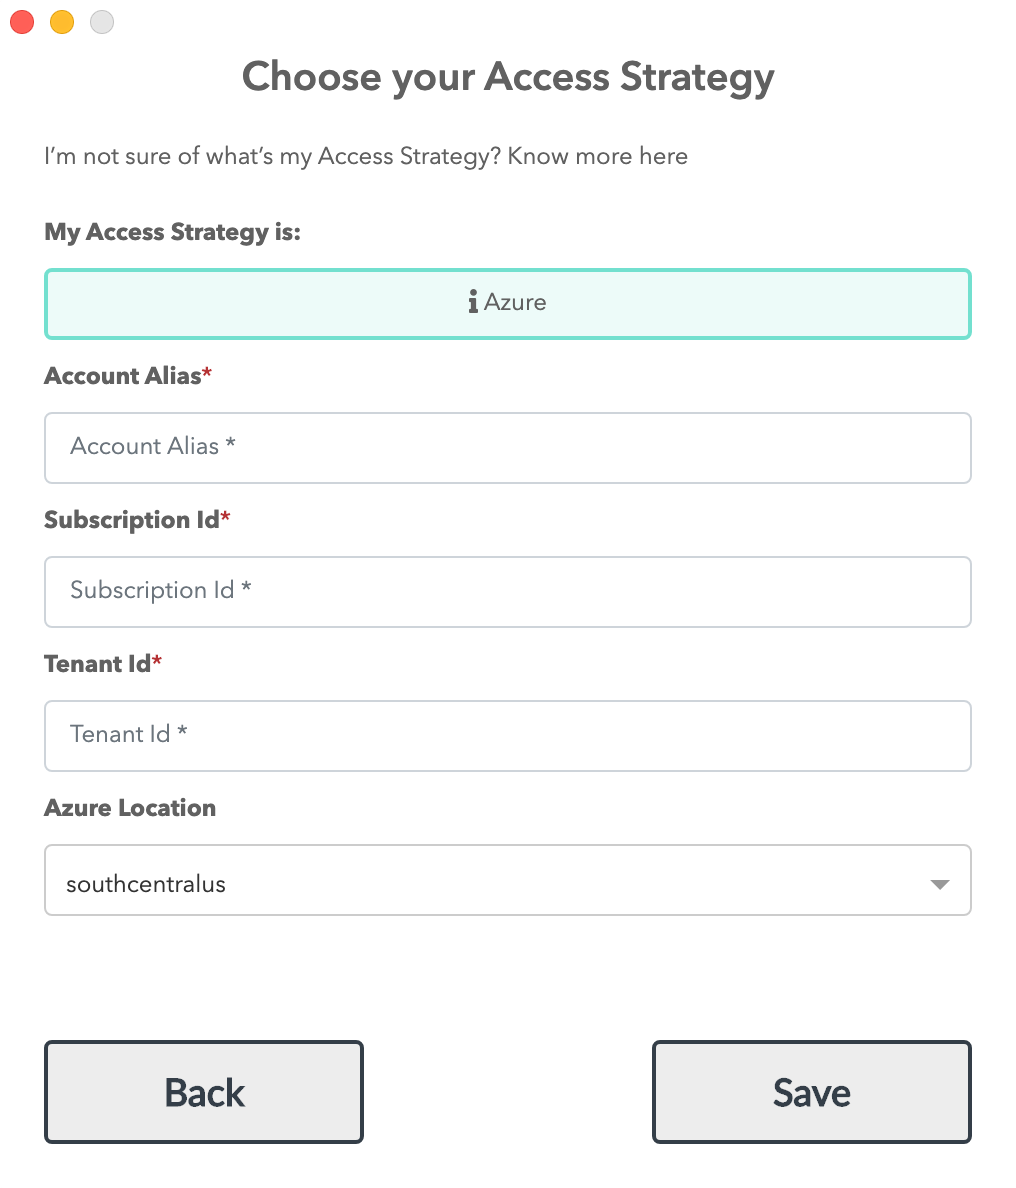 Choose your Access Strategy
I’m not sure of what’s my Access Strategy? Know more here
My Access Strategy is:
Azure
Account Alias*
Account Alias *
Subscription Id*
Subscription Id *
Tenant Id*
Tenant Id *
Azure Location
southcentralus
Back
Save